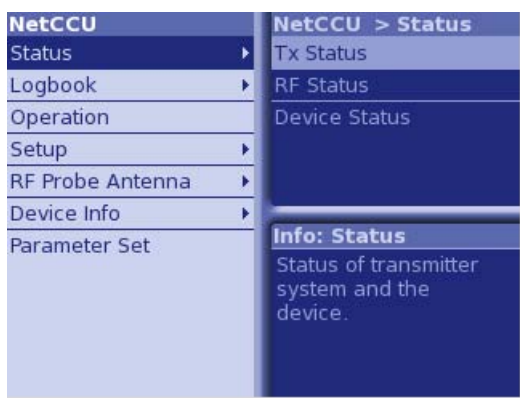 NetCCU
Status
Logbook
Operation
Setup
RF Probe Antenna
Device Info
Parameter Set
NetCCU > Status
Tx Status
RF Status
Device Status
Info: Status
Status of transmitter
system and the
device.